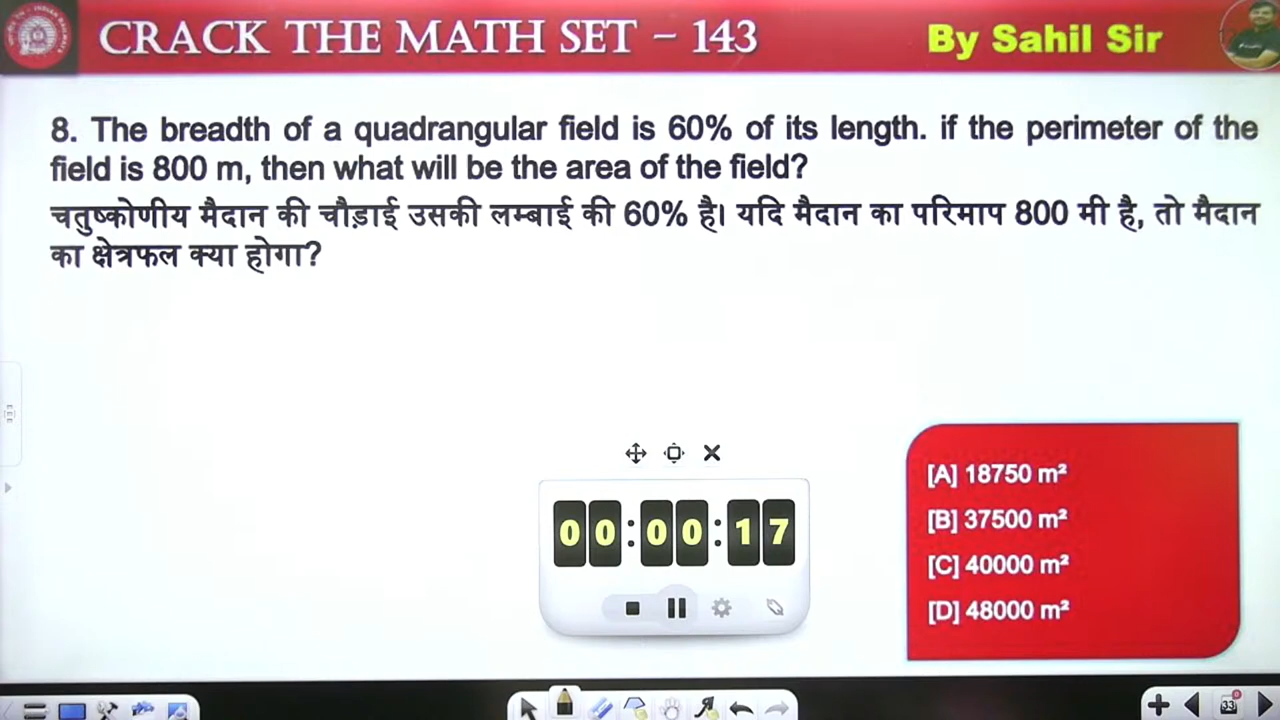 CRACK THE MATH SET – 143
By Sahil Sir
8. The breadth of a quadrangular field is 60% of its length. if the perimeter of the
field is 800 m, then what will be the area of the field?
चतुष्कोणीय मैदान की चौड़ाई उसकी लम्बाई की 60% है। यदि मैदान का परिमाप 800 मी है, तो मैदान
का क्षेत्रफल क्या होगा?
00:00:17
[A] 18750 m²
[B] 37500 m²
[C] 40000 m²
[D] 48000 m²
33